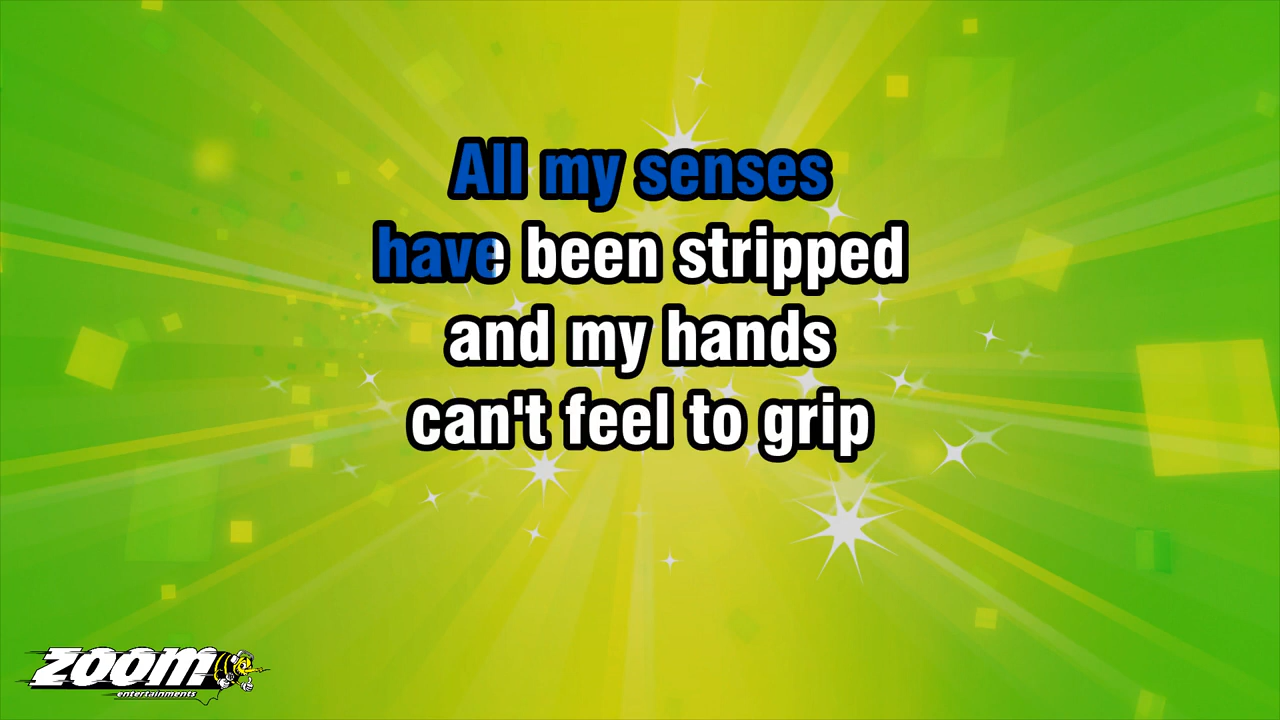 All my senses
have been stripped
and my hands
can't feel to grip
ZOOM
entertainments